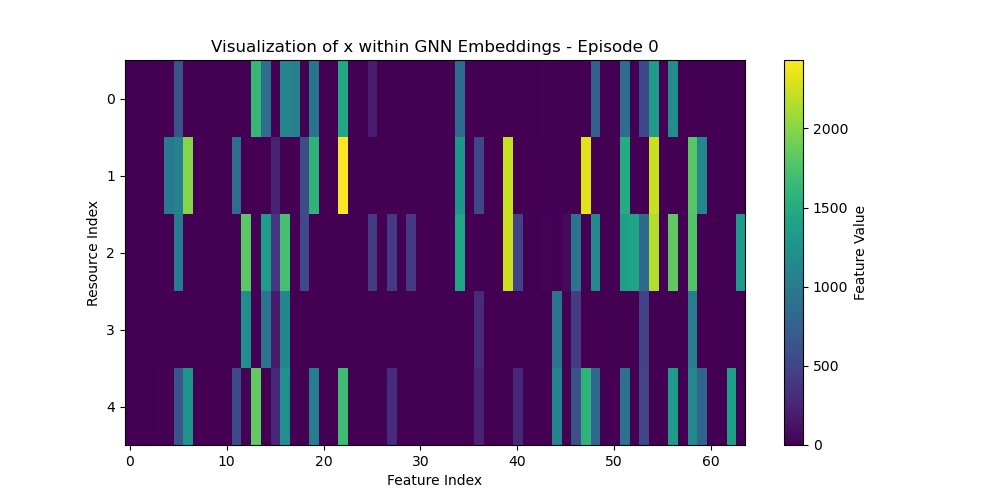 Visualization of x within GNN Embeddings - Episode 0
Resource Index
0
1
2
3
4
0 10 20 30 40 50 60
Feature Index
2000
1500
1000
500
0
Feature Value